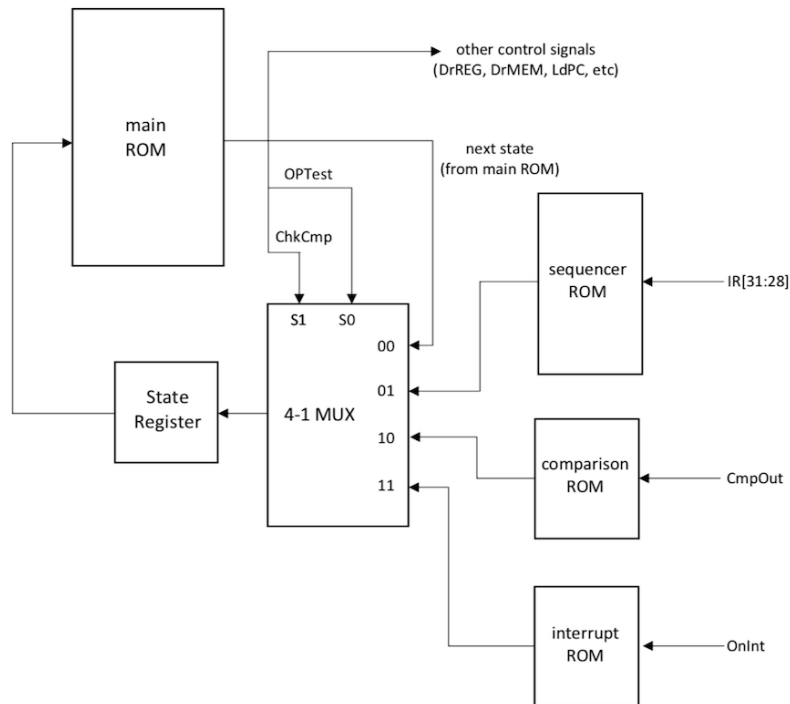 other control signals
(DrREG, DrMEM, LdPC, etc)
main
ROM
next state
(from main ROM)
OPTest
ChkCmp
sequencer
ROM
IR[31:28]
S1 S0
00
01
10
11
4-1 MUX
State
Register
comparison
ROM
CmpOut
interrupt
ROM
OnInt